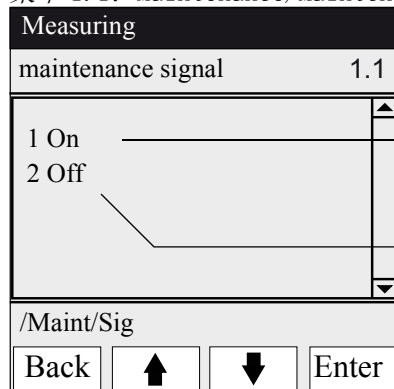 Measuring
maintenance signal 1.1
1 On
2 Off
/Maint/Sig
Back Enter